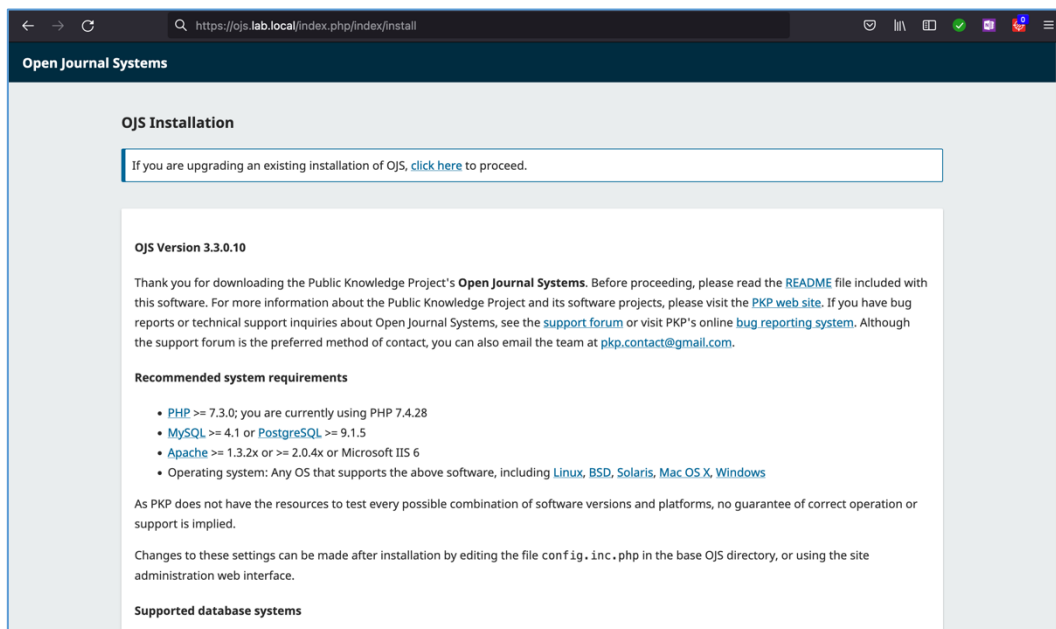 https://ojs.lab.local/index.php/index/install
0
Open Journal Systems
OJS Installation
If you are upgrading an existing installation of OJS, click here to proceed.
OJS Version 3.3.0.10
Thank you for downloading the Public Knowledge Project's Open Journal Systems. Before proceeding, please read the README file included with
this software. For more information about the Public Knowledge Project and its software projects, please visit the PKP web site. If you have bug
reports or technical support inquiries about Open Journal Systems, see the support forum or visit PKP's online bug reporting system. Although
the support forum is the preferred method of contact, you can also email the team at pkp.contact@gmail.com.
Recommended system requirements
• PHP >= 7.3.0; you are currently using PHP 7.4.28
• MySQL >= 4.1 or PostgreSQL >= 9.1.5
• Apache >= 1.3.2x or >= 2.0.4x or Microsoft IIS 6
• Operating system: Any OS that supports the above software, including Linux, BSD, Solaris, Mac OS X, Windows
As PKP does not have the resources to test every possible combination of software versions and platforms, no guarantee of correct operation or
support is implied.
Changes to these settings can be made after installation by editing the file config.inc.php in the base OJS directory, or using the site
administration web interface.
Supported database systems